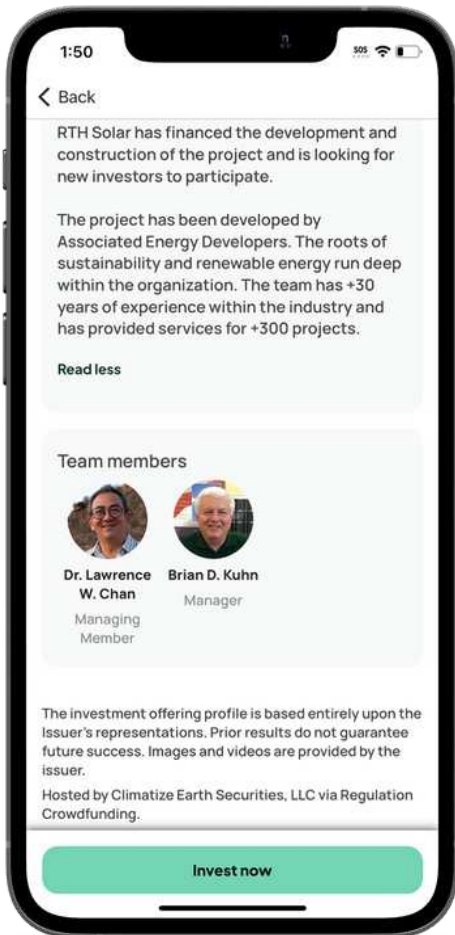 1:50
SOS
Back
RTH Solar has financed the development and
construction of the project and is looking for
new investors to participate.
The project has been developed by
Associated Energy Developers. The roots of
sustainability and renewable energy run deep
within the organization. The team has +30
years of experience within the industry and
has provided services for +300 projects.
Read less
Team members
Dr. Lawrence
W. Chan
Managing
Member
Brian D. Kuhn
Manager
The investment offering profile is based entirely upon the
Issuer's representations. Prior results do not guarantee
future success. Images and videos are provided by the
issuer.
Hosted by Climatize Earth Securities, LLC via Regulation
Crowdfunding.
Invest now